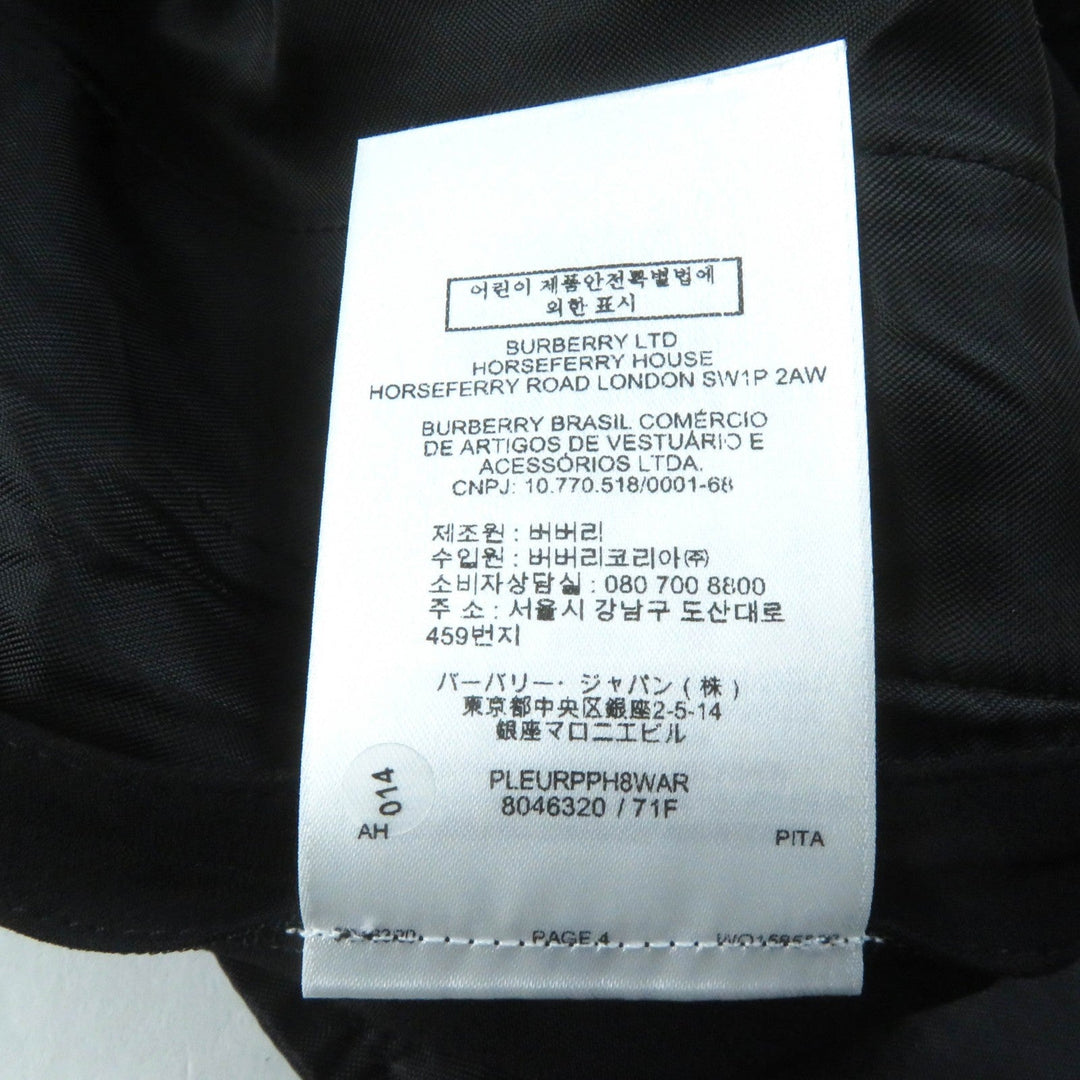 어린이 제품안전특별법에
의한 표시
BURBERRY LTD
HORSEFERRY HOUSE
HORSEFERRY ROAD LONDON SW1P 2AW
BURBERRY BRASIL COMÉRCIO
DE ARTIGOS DE VESTUÁRIO E
ACESSÓRIOS LTDA.
CNPJ: 10.770.518/0001-68
제조원 : 버버리
수입원 : 버버리코리아㈜
소비자상담실 : 080 700 8800
주 소 : 서울시 강남구 도산대로
459번지
バーバリー・ジャパン(株)
東京都中央区銀座2-5-14
銀座マロニエビル
014
AH
PLEURPPH8WAR
8046320 / 71F
PITA
PAGE 4